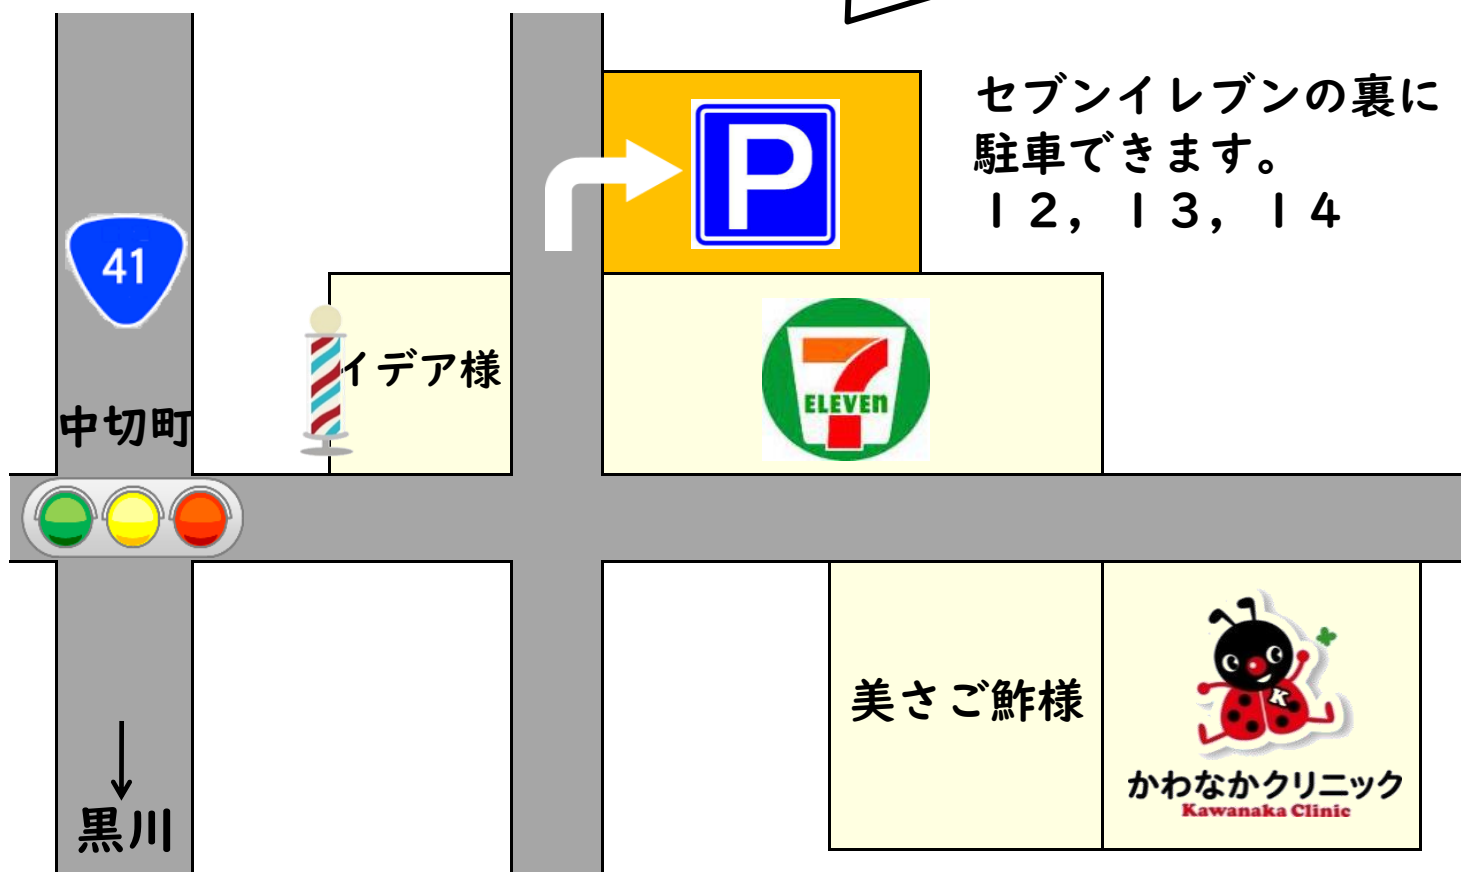 セブンイレブンの裏に
駐車できます。
１２，１３，１４
P
41
イデア様
7
ELEVEn
中切町
美さご鮓様
K
かわなかクリニック
Kawanaka Clinic
黒川